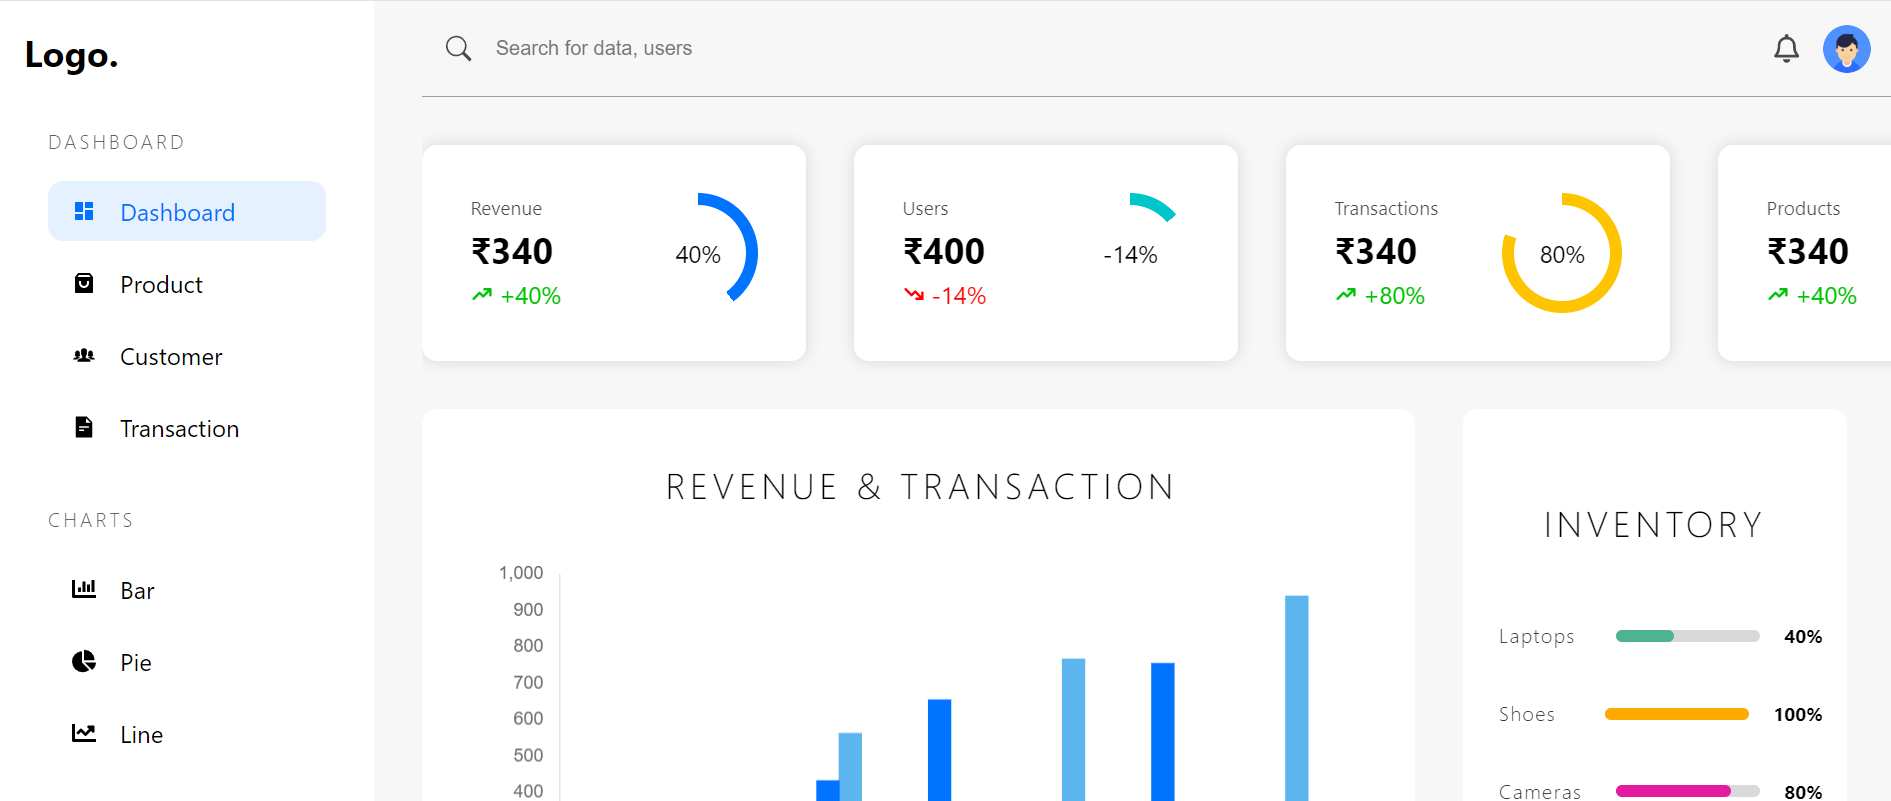 Logo.
Search for data, users
DASHBOARD
Dashboard
Product
Customer
Transaction
CHARTS
Bar
Pie
Line
Revenue
₹340
+40%
40%
Users
₹400
-14%
-14%
Transactions
₹340
+80%
80%
Products
₹340
+40%
REVENUE & TRANSACTION
1,000
900
800
700
600
500
400
INVENTORY
Laptops 40%
Shoes 100%
Cameras 80%